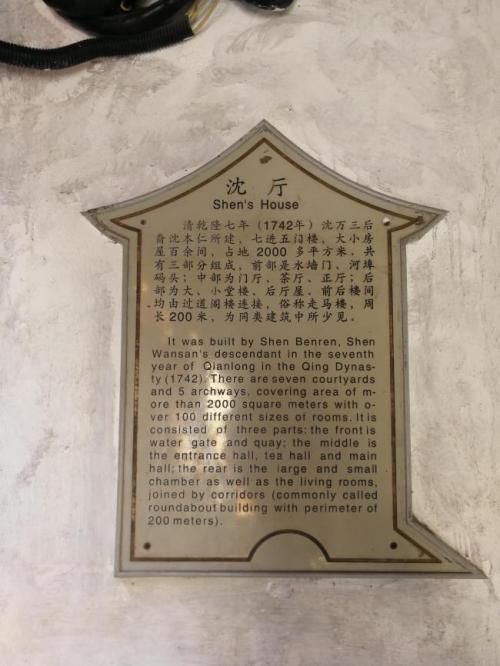 沈 厅
Shen's House
清乾隆七年（1742年）沈万三后
裔沈本仁所建，七进五门楼，大小房
屋百余间，占地 2000 多平方米，共
有三部分组成，前部是水墙门、河埠
码头；中部为门厅、茶厅、正厅；后
部为大、小堂楼、后厅屋。前后楼间
均由过道阁楼连接，俗称走马楼，周
长 200 米，为同类建筑中所少见。
It was built by Shen Benren, Shen
Wansan's descendant in the seventh
year of Qianlong in the Qing Dynas-
ty (1742). There are seven courtyards
and 5 archways, covering area of m-
ore than 2000 square meters with o-
ver 100 different sizes of rooms. It is
consisted of three parts: the front is
water gate and quay; the middle is
the entrance hall, tea hall and main
hall; the rear is the iarge and small
chamber as well as the living rooms,
joined by corridors (commonly called
roundabout building with perimeter of
200 meters).